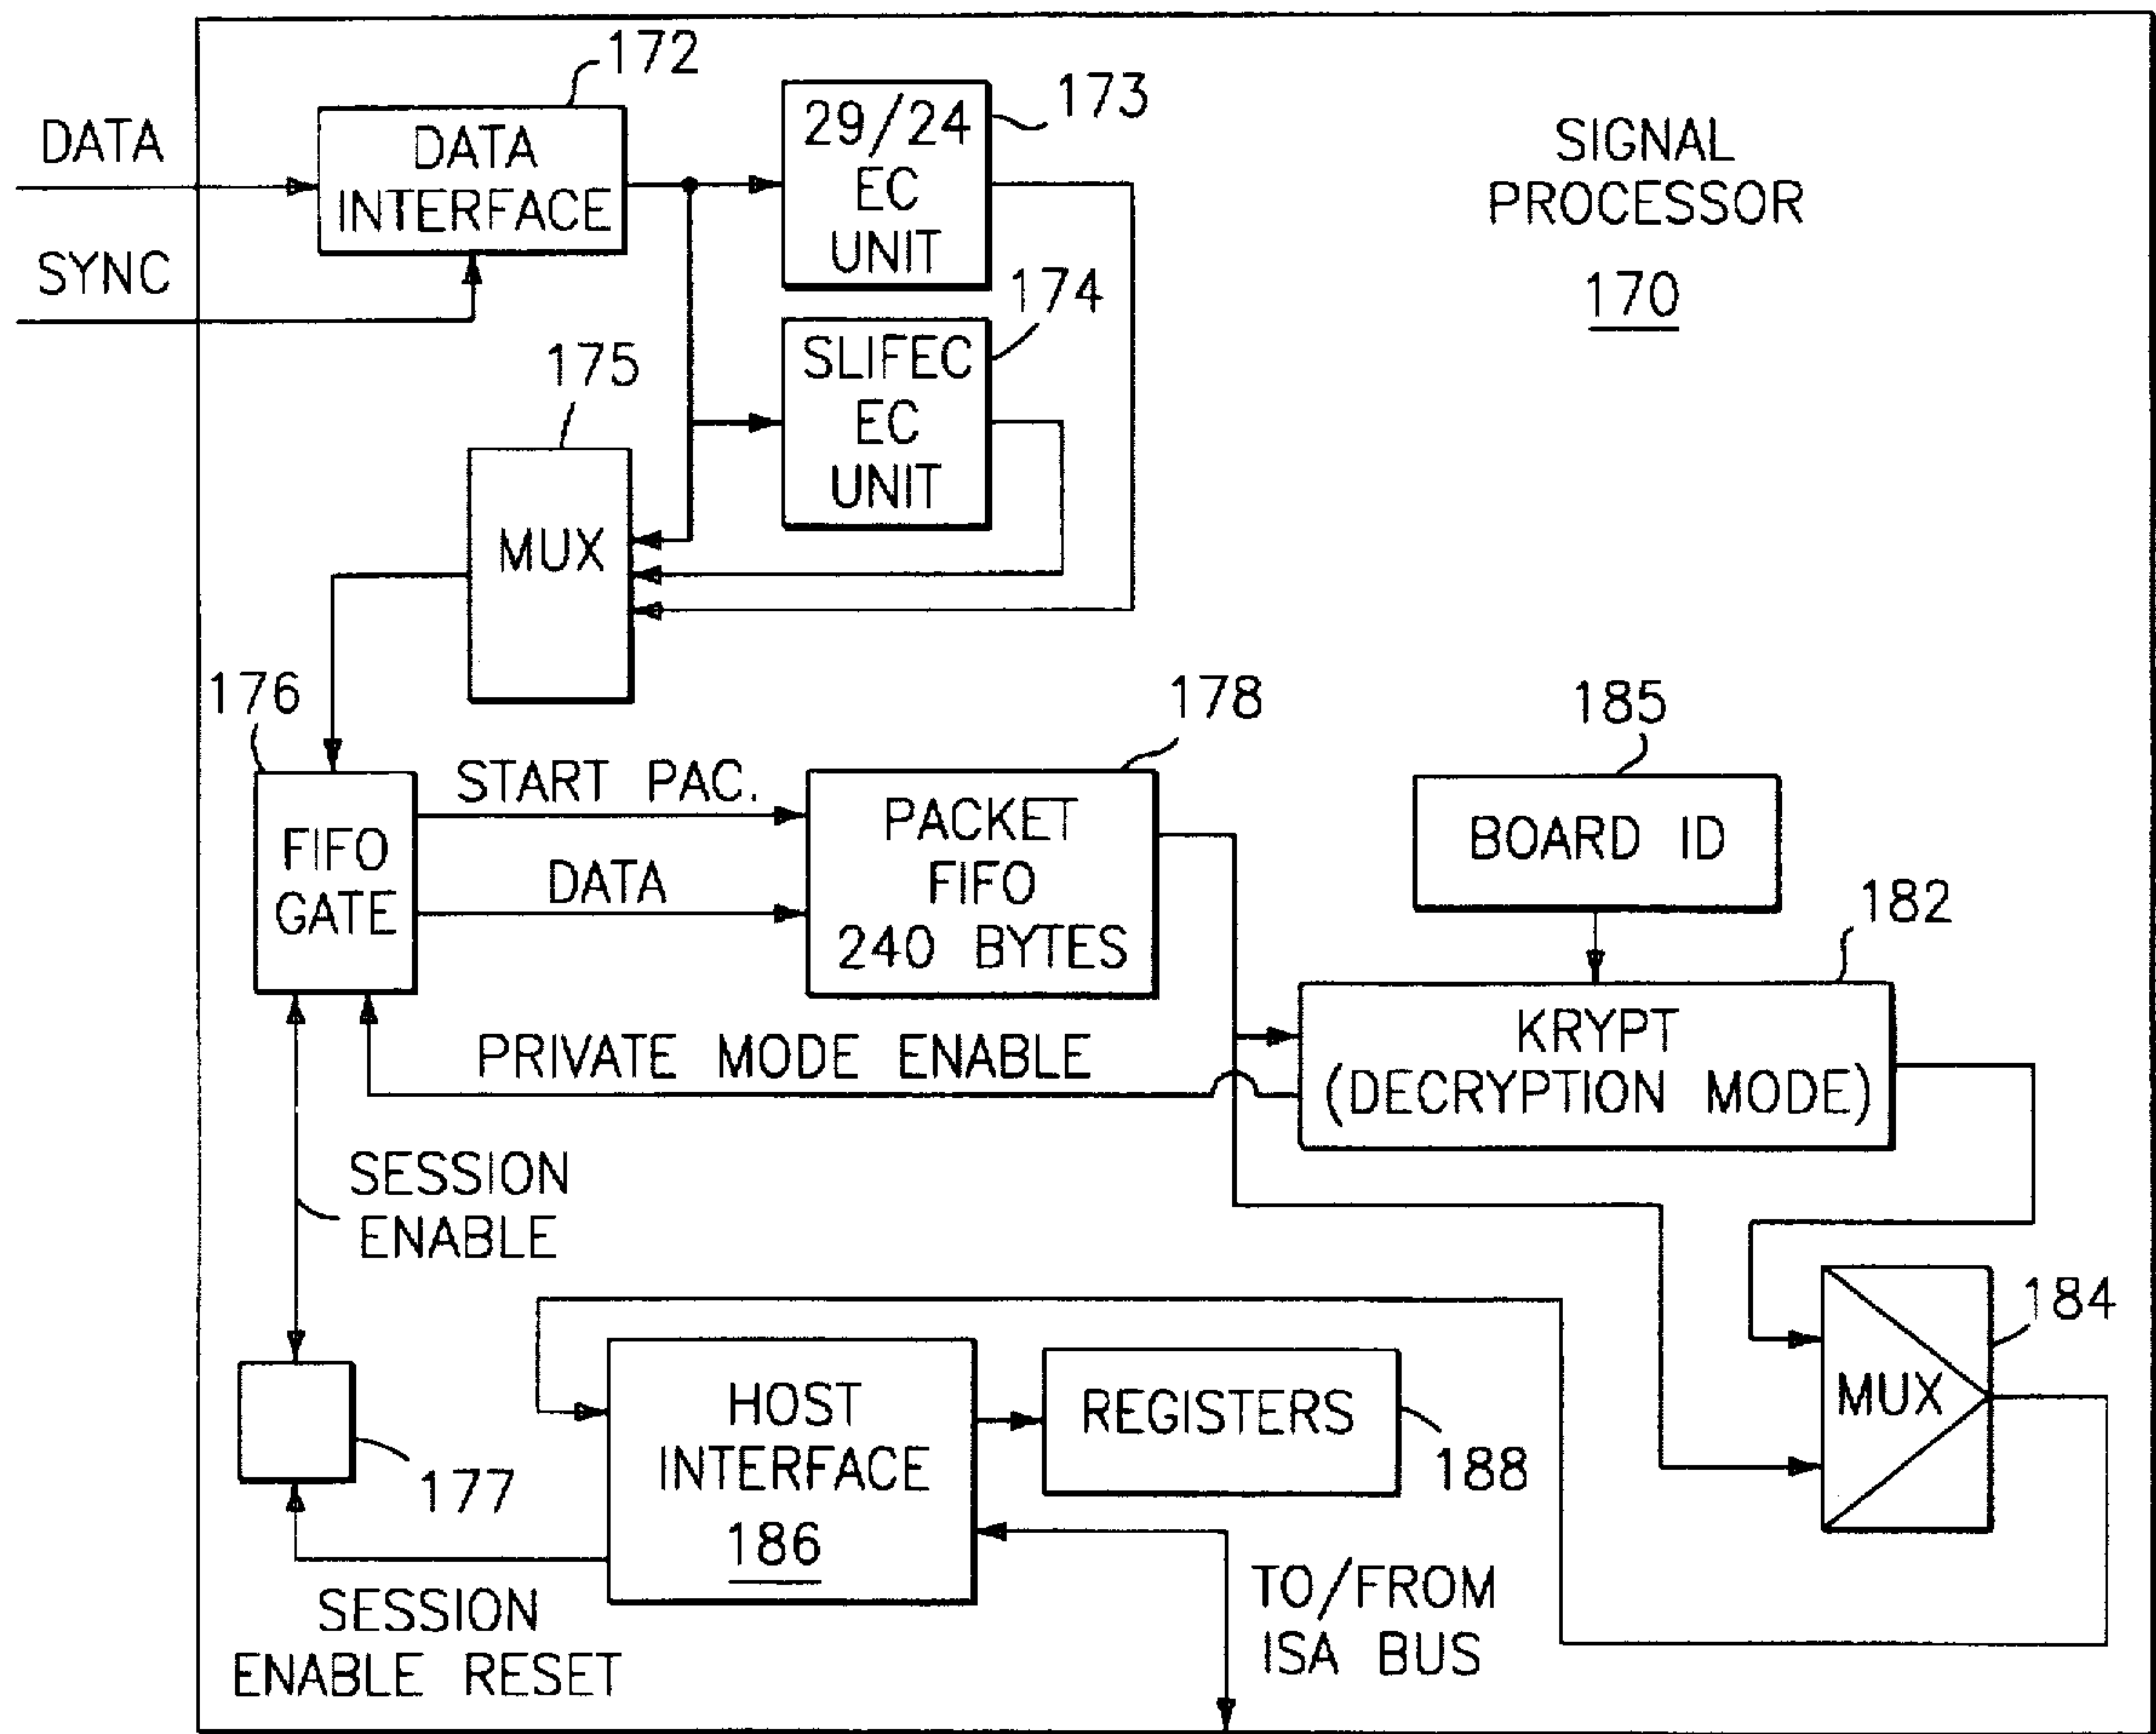 172
DATA
DATA
INTERFACE
SYNC
29/24
EC
UNIT
173
SIGNAL
PROCESSOR
170
174
SLIFEC
EC
UNIT
175
MUX
176
FIFO
GATE
START PAC.
DATA
178
PACKET
FIFO
240 BYTES
185
BOARD ID
182
KRYPT
(DECRYPTION MODE)
PRIVATE MODE ENABLE
SESSION
ENABLE
184
MUX
177
HOST
INTERFACE
186
REGISTERS
188
SESSION
ENABLE RESET
TO/FROM
ISA BUS